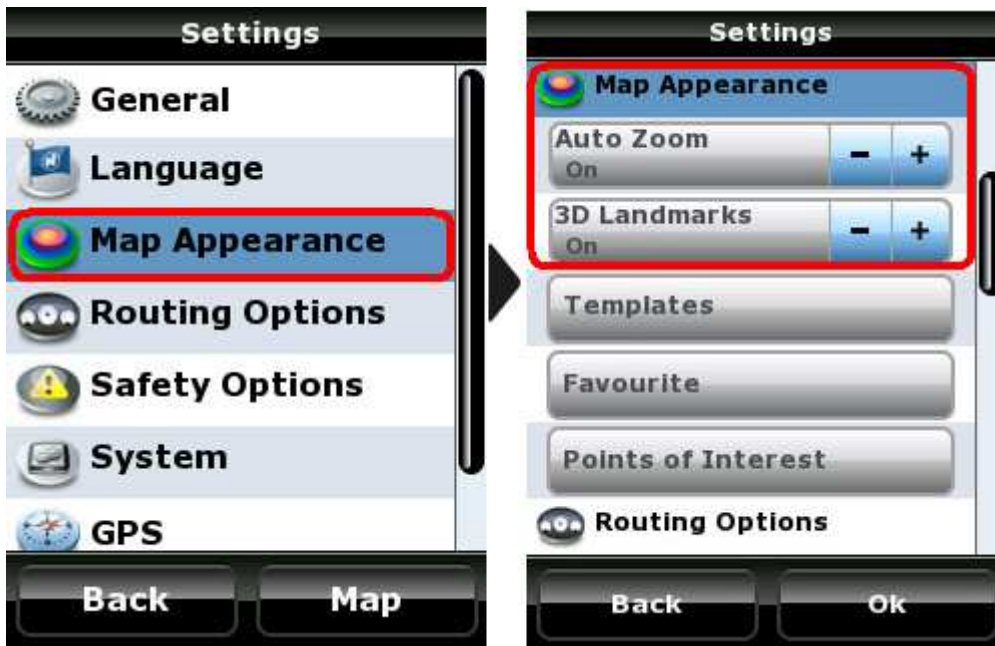 Settings
General
Language
Map Appearance
Routing Options
Safety Options
System
GPS
Back Map
Settings
Map Appearance
Auto Zoom
On
- +
3D Landmarks
On
- +
Templates
Favourite
Points of Interest
Routing Options
Back Ok